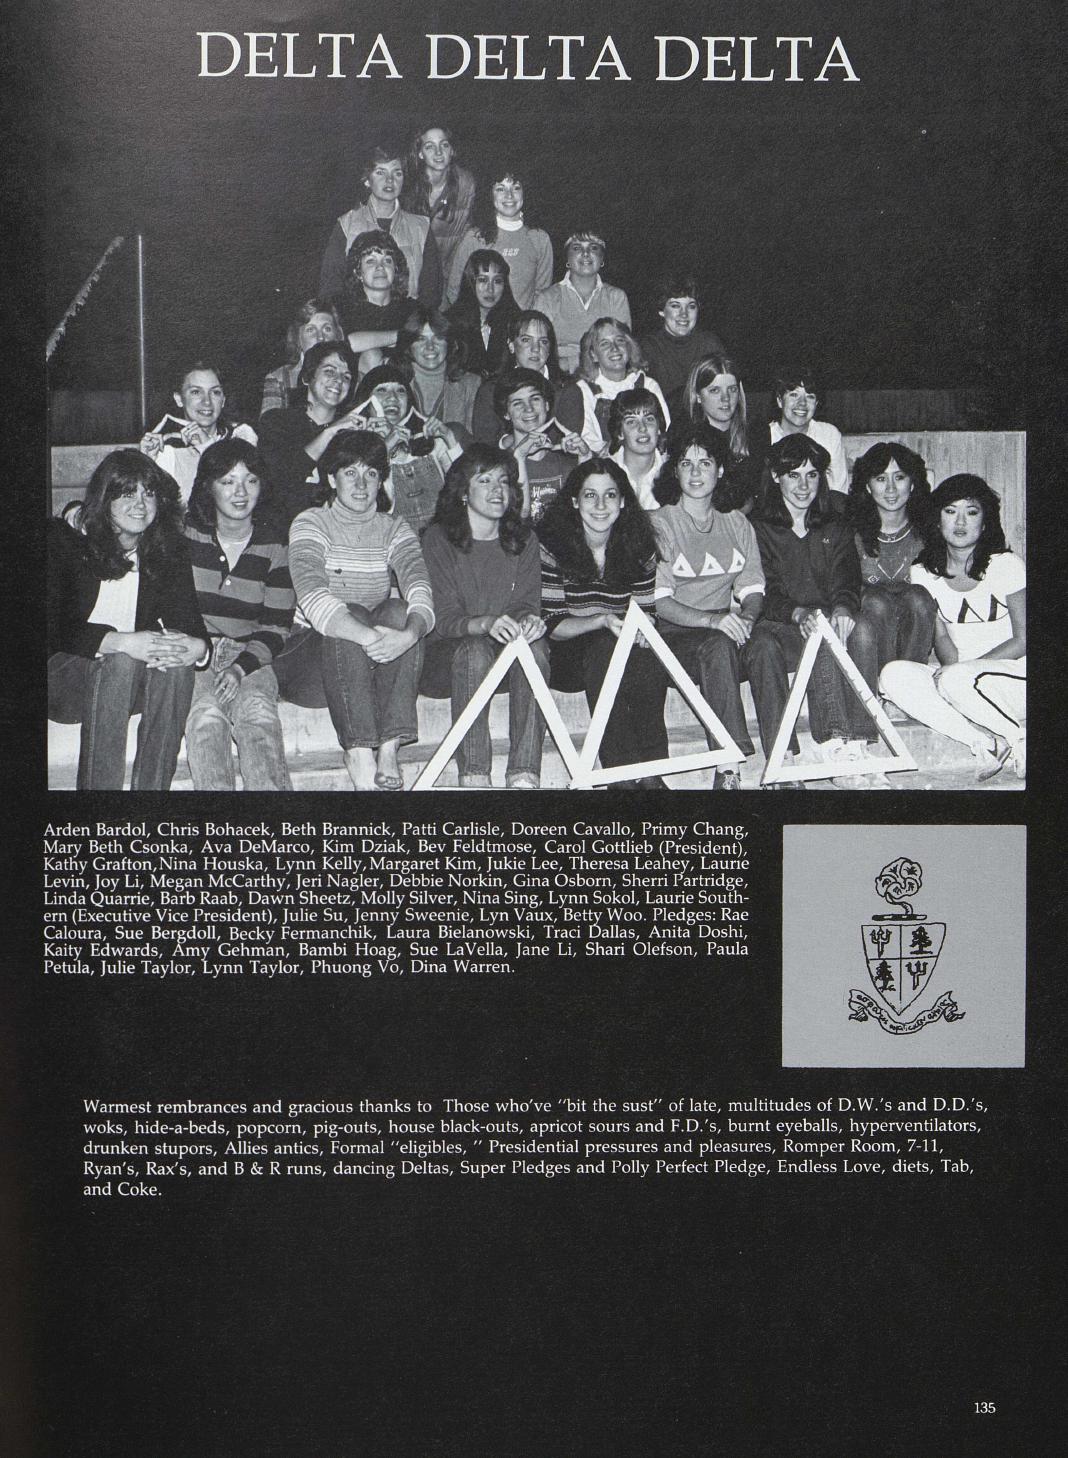 DELTA DELTA DELTA
ΔΔΔ
ΔΔ
Arden Bardol, Chris Bohacek, Beth Brannick, Patti Carlisle, Doreen Cavallo, Primy Chang,
Mary Beth Csonka, Ava DeMarco, Kim Dziak, Bev Feldtmose, Carol Gottlieb (President),
Kathy Grafton, Nina Houska, Lynn Kelly, Margaret Kim, Jukie Lee, Theresa Leahey, Laurie
Levin, Joy Li, Megan McCarthy, Jeri Nagler, Debbie Norkin, Gina Osborn, Sherri Partridge,
Linda Quarrie, Barb Raab, Dawn Sheetz, Molly Silver, Nina Sing, Lynn Sokol, Laurie South-
ern (Executive Vice President), Julie Su, Jenny Sweenie, Lyn Vaux, Betty Woo. Pledges: Rae
Caloura, Sue Bergdoll, Becky Fermanchik, Laura Bielanowski, Traci Dallas, Anita Doshi,
Kaity Edwards, Amy Gehman, Bambi Hoag, Sue LaVella, Jane Li, Shari Olefson, Paula
Petula, Julie Taylor, Lynn Taylor, Phuong Vo, Dina Warren.
Warmest rembrances and gracious thanks to Those who've "bit the sust" of late, multitudes of D.W.'s and D.D.'s,
woks, hide-a-beds, popcorn, pig-outs, house black-outs, apricot sours and F.D.'s, burnt eyeballs, hyperventilators,
drunken stupors, Allies antics, Formal "eligibles, " Presidential pressures and pleasures, Romper Room, 7-11,
Ryan's, Rax's, and B & R runs, dancing Deltas, Super Pledges and Polly Perfect Pledge, Endless Love, diets, Tab,
and Coke.
135